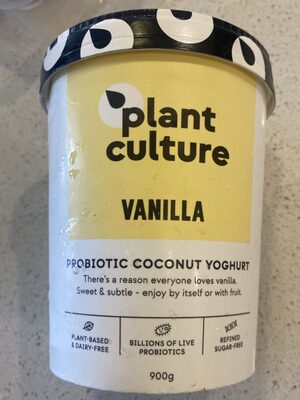 plant
culture
VANILLA
PROBIOTIC COCONUT YOGHURT
There's a reason everyone loves vanilla.
Sweet & subtle - enjoy by itself or with fruit.
PLANT-BASED
& DAIRY-FREE
BILLIONS OF LIVE
PROBIOTICS
REFINED
SUGAR-FREE
900g